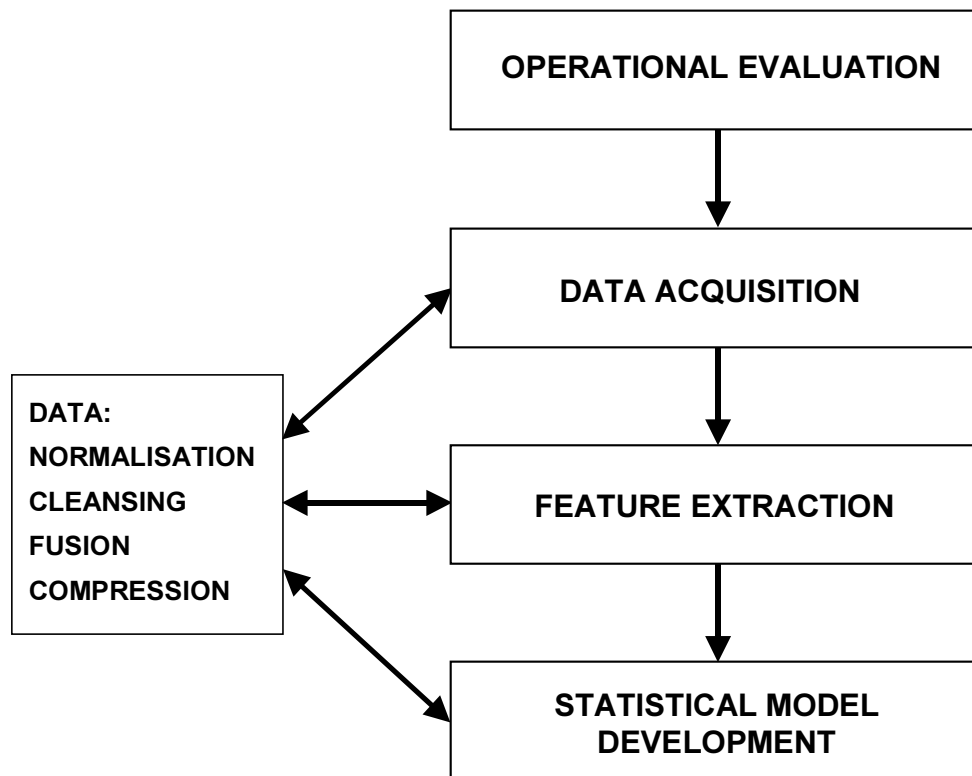 OPERATIONAL EVALUATION
DATA ACQUISITION
DATA:
NORMALISATION
CLEANSING
FUSION
COMPRESSION
FEATURE EXTRACTION
STATISTICAL MODEL
DEVELOPMENT